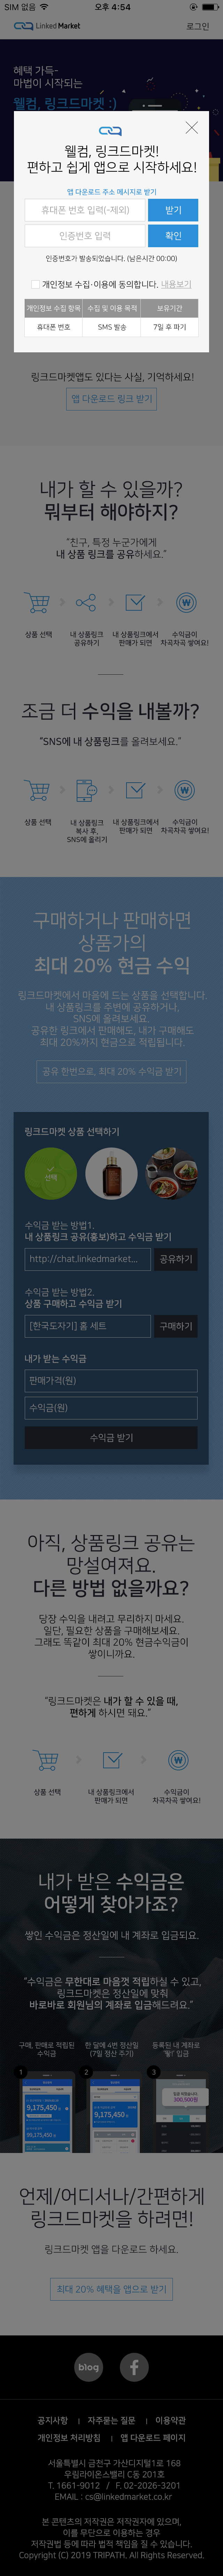 SIM 없음 오후 4:54
Linked Market 로그인
혜택 가득-
마법이 시작되는
웰컴, 링크드마켓 :)
웰컴, 링크드마켓!
편하고 쉽게 앱으로 시작하세요!
앱 다운로드 주소 메시지로 받기
휴대폰 번호 입력(-제외) 받기
인증번호 입력 확인
인증번호가 발송되었습니다. (남은시간 00:00)
개인정보 수집·이용에 동의합니다. 내용보기
개인정보 수집 항목 수집 및 이용 목적 보유기간
휴대폰 번호 SMS 발송 7일 후 파기
링크드마켓앱도 있다는 사실, 기억하세요!
앱 다운로드 링크 받기
내가 할 수 있을까?
뭐부터 해야하지?
"친구, 특정 누군가에게
내 상품 링크를 공유하세요."
상품 선택
내 상품링크
공유하기
내 상품링크에서
판매가 되면
수익금이
차곡차곡 쌓여요!
조금 더 수익을 내볼까?
"SNS에 내 상품링크를 올려보세요."
상품 선택
내 상품링크
복사 후,
SNS에 올리기
내 상품링크에서
판매가 되면
수익금이
차곡차곡 쌓여요!
구매하거나 판매하면
상품가의
최대 20% 현금 수익
링크드마켓에서 마음에 드는 상품을 선택합니다.
내 상품링크를 주변에 공유하거나,
SNS에 올려보세요.
공유한 링크에서 판매해도, 내가 구매해도
최대 20%까지 현금으로 적립됩니다.
공유 한번으로, 최대 20% 수익금 받기
링크드마켓 상품 선택하기
선택
수익금 받는 방법1.
내 상품링크 공유(홍보)하고 수익금 받기
http://chat.linkedmarket... 공유하기
수익금 받는 방법2.
상품 구매하고 수익금 받기
[한국도자기] 홈 세트 구매하기
내가 받는 수익금
판매가격(원)
수익금(원)
수익금 받기
아직, 상품링크 공유는
망설여져요.
다른 방법 없을까요?
당장 수익을 내려고 무리하지 마세요.
일단, 필요한 상품을 구매해보세요.
그래도 똑같이 최대 20% 현금수익금이
쌓이니까요.
"링크드마켓은 내가 할 수 있을 때,
편하게 하시면 돼요."
상품 선택
내 상품링크에서
판매가 되면
수익금이
차곡차곡 쌓여요!
내가 받은 수익금은
어떻게 찾아가죠?
쌓인 수익금은 정산일에 내 계좌로 입금되요.
"수익금은 무한대로 마음껏 적립하실 수 있고,
링크드마켓은 정산일에 맞춰
바로바로 회원님의 계좌로 입금해드려요."
구매, 판매로 적립된
수익금
한 달에 4번 정산일
(7일 정산 주기)
등록된 내 계좌로
"띵!" 입금
1 2 3
9,175,450
9,175,450
언제/어디서나/간편하게
링크드마켓을 하려면!
링크드마켓 앱을 다운로드 하세요.
최대 20% 혜택을 앱으로 받기
blog f
공지사항 | 자주묻는 질문 | 이용약관
개인정보 처리방침 | 앱 다운로드 페이지
서울특별시 금천구 가산디지털1로 168
우림라이온스밸리 C동 201호
T. 1661-9012 / F. 02-2026-3201
EMAIL : cs@linkedmarket.co.kr
본 콘텐츠의 저작권은 저작권자에 있으며,
이를 무단으로 이용하는 경우
저작권법 등에 따라 법적 책임을 질 수 있습니다.
Copyright (C) 2019 TRIPATH. All Rights Reserved.